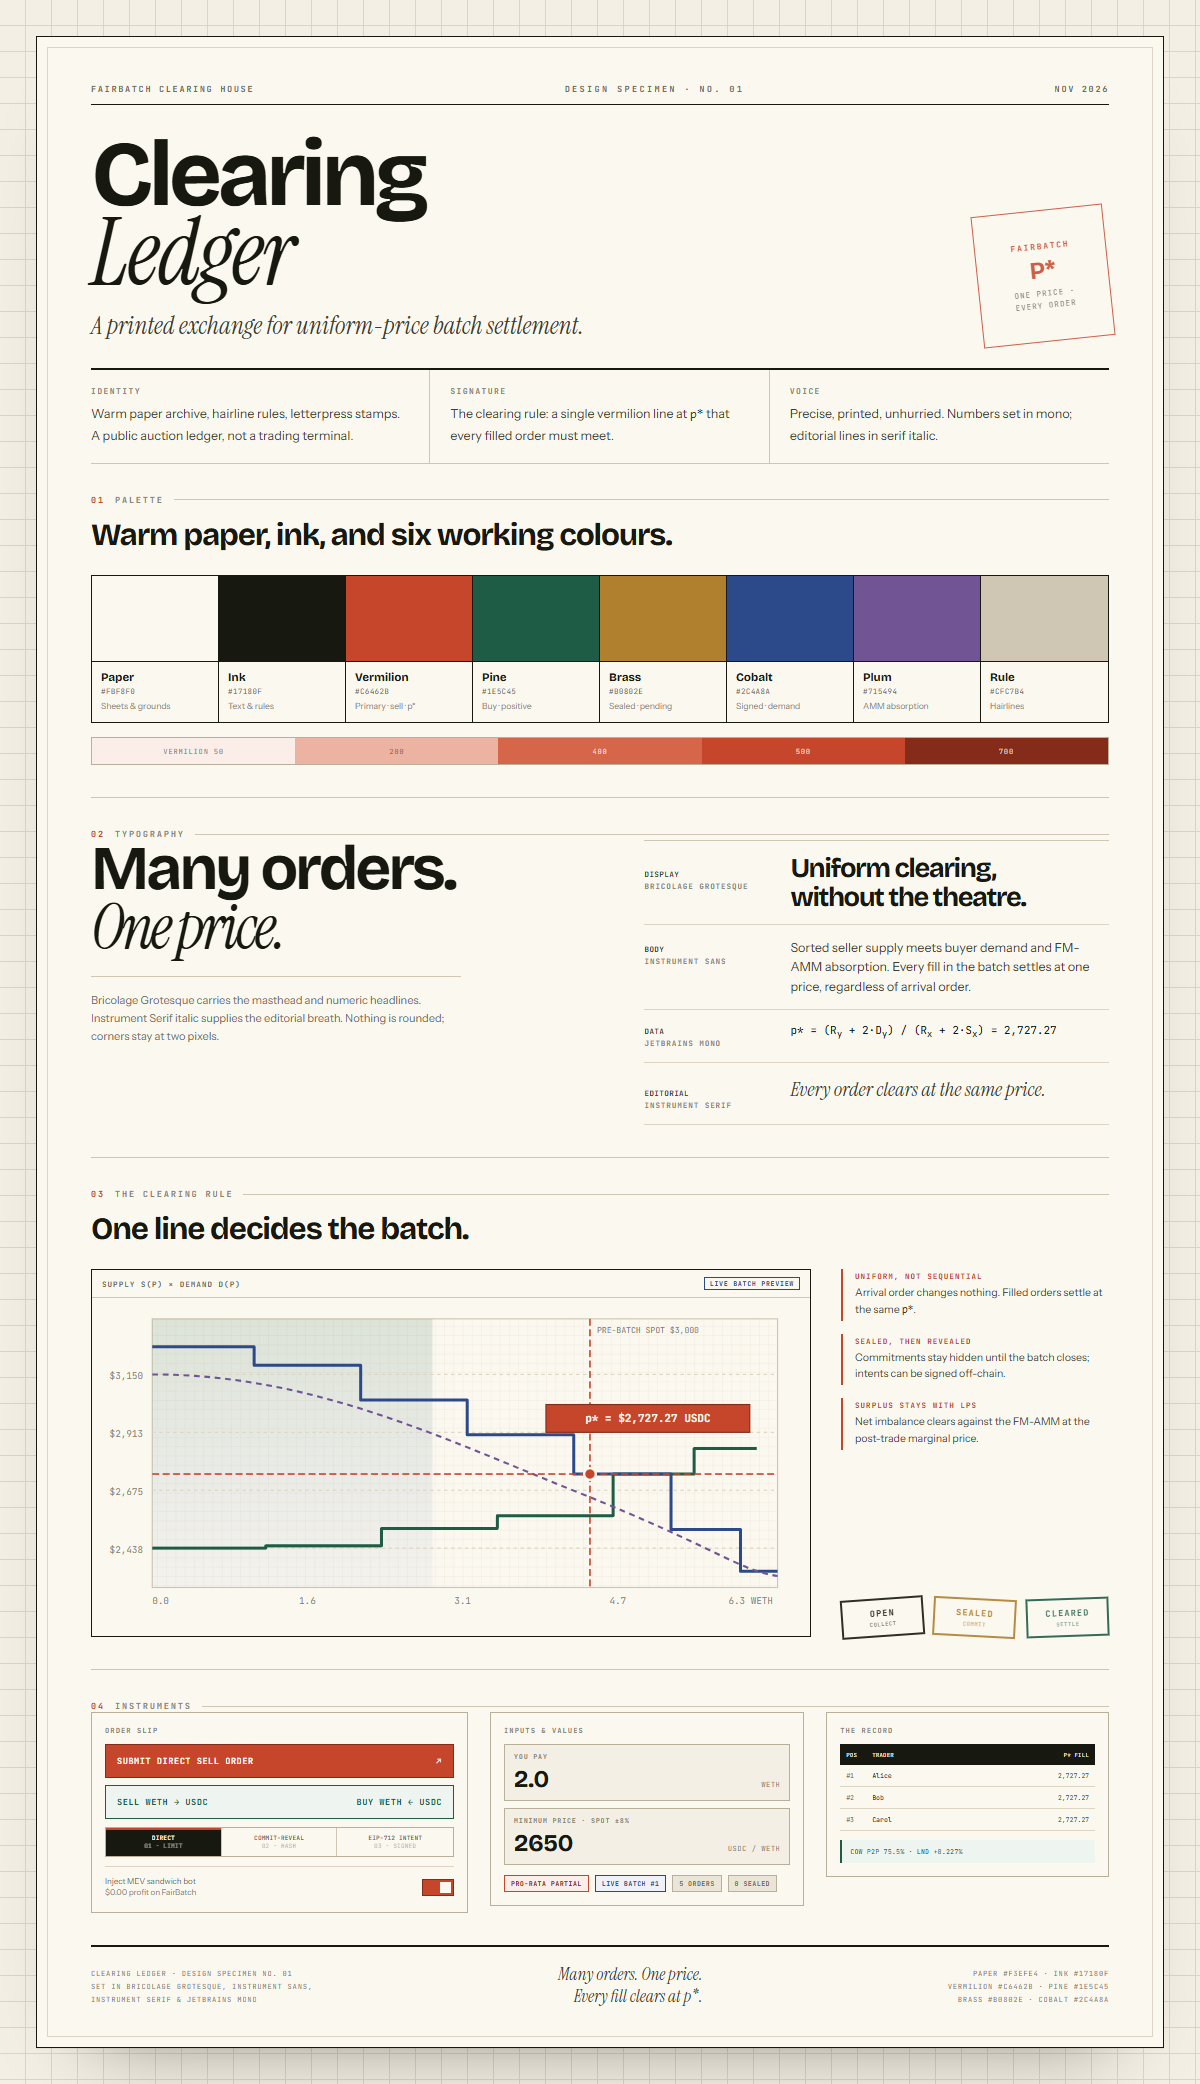 FAIRBATCH CLEARING HOUSE
DESIGN SPECIMEN · NO. 01
NOV 2026
Clearing
Ledger
A printed exchange for uniform-price batch settlement.
FAIRBATCH
P*
ONE PRICE ·
EVERY ORDER
IDENTITY
Warm paper archive, hairline rules, letterpress stamps.
A public auction ledger, not a trading terminal.
SIGNATURE
The clearing rule: a single vermilion line at p* that
every filled order must meet.
VOICE
Precise, printed, unhurried. Numbers set in mono;
editorial lines in serif italic.
01 PALETTE
Warm paper, ink, and six working colours.
Paper
#FBF8F0
Sheets & grounds
Ink
#17180F
Text & rules
Vermilion
#C6462B
Primary·sell·p*
Pine
#1E5C45
Buy·positive
Brass
#B0802E
Sealed·pending
Cobalt
#2C4A8A
Signed·demand
Plum
#715494
AMM absorption
Rule
#CFC7B4
Hairlines
VERMILION 50
200
400
500
700
02 TYPOGRAPHY
Many orders.
One price.
Bricolage Grotesque carries the masthead and numeric headlines.
Instrument Serif italic supplies the editorial breath. Nothing is rounded;
corners stay at two pixels.
DISPLAY
BRICOLAGE GROTESQUE
Uniform clearing,
without the theatre.
BODY
INSTRUMENT SANS
Sorted seller supply meets buyer demand and FM-
AMM absorption. Every fill in the batch settles at one
price, regardless of arrival order.
DATA
JETBRAINS MONO
p* = (Ry + 2·Dy) / (Rx + 2·Sx) = 2,727.27
EDITORIAL
INSTRUMENT SERIF
Every order clears at the same price.
03 THE CLEARING RULE
One line decides the batch.
SUPPLY S(P) × DEMAND D(P)
LIVE BATCH PREVIEW
PRE-BATCH SPOT $3,000
$3,150
p* = $2,727.27 USDC
$2,913
$2,675
$2,438
0.0
1.6
3.1
4.7
6.3 WETH
UNIFORM, NOT SEQUENTIAL
Arrival order changes nothing. Filled orders settle at
the same p*.
SEALED, THEN REVEALED
Commitments stay hidden until the batch closes;
intents can be signed off-chain.
SURPLUS STAYS WITH LPS
Net imbalance clears against the FM-AMM at the
post-trade marginal price.
OPEN
COLLECT
SEALED
COMMIT
CLEARED
SETTLE
04 INSTRUMENTS
ORDER SLIP
SUBMIT DIRECT SELL ORDER ↗
SELL WETH → USDC
BUY WETH ← USDC
DIRECT
01 · LIMIT
COMMIT-REVEAL
02 · HASH
EIP-712 INTENT
03 · SIGNED
Inject MEV sandwich bot
$0.00 profit on FairBatch
INPUTS & VALUES
YOU PAY
2.0
WETH
MINIMUM PRICE · SPOT ±8%
2650
USDC / WETH
PRO-RATA PARTIAL
LIVE BATCH #1
5 ORDERS
0 SEALED
THE RECORD
POS TRADER P* FILL
#1 Alice 2,727.27
#2 Bob 2,727.27
#3 Carol 2,727.27
COW P2P 75.5% · LND +0.227%
CLEARING LEDGER · DESIGN SPECIMEN NO. 01
SET IN BRICOLAGE GROTESQUE, INSTRUMENT SANS,
INSTRUMENT SERIF & JETBRAINS MONO
Many orders. One price.
Every fill clears at p*.
PAPER #F3EFE4 · INK #17180F
VERMILION #C6462B · PINE #1E5C45
BRASS #B0802E · COBALT #2C4A8A